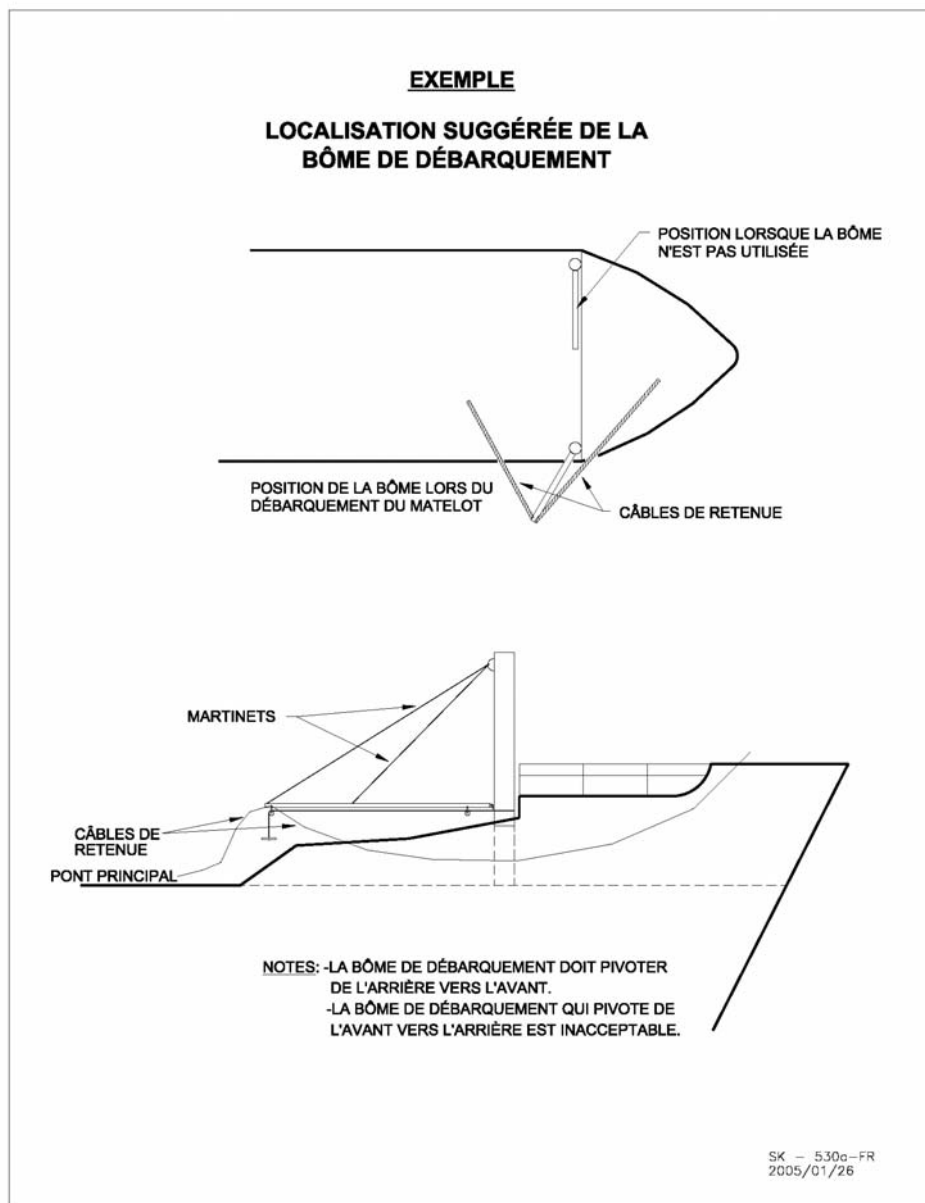 EXEMPLE
LOCALISATION SUGGÉRÉE DE LA
BÔME DE DÉBARQUEMENT
POSITION LORSQUE LA BÔME
N'EST PAS UTILISÉE
POSITION DE LA BÔME LORS DU
DÉBARQUEMENT DU MATELOT
CÂBLES DE RETENUE
MARTINETS
CÂBLES DE
RETENUE
PONT PRINCIPAL
NOTES: -LA BÔME DE DÉBARQUEMENT DOIT PIVOTER
DE L'ARRIÈRE VERS L'AVANT.
-LA BÔME DE DÉBARQUEMENT QUI PIVOTE DE
L'AVANT VERS L'ARRIÈRE EST INACCEPTABLE.
SK - 530a-FR
2005/01/26